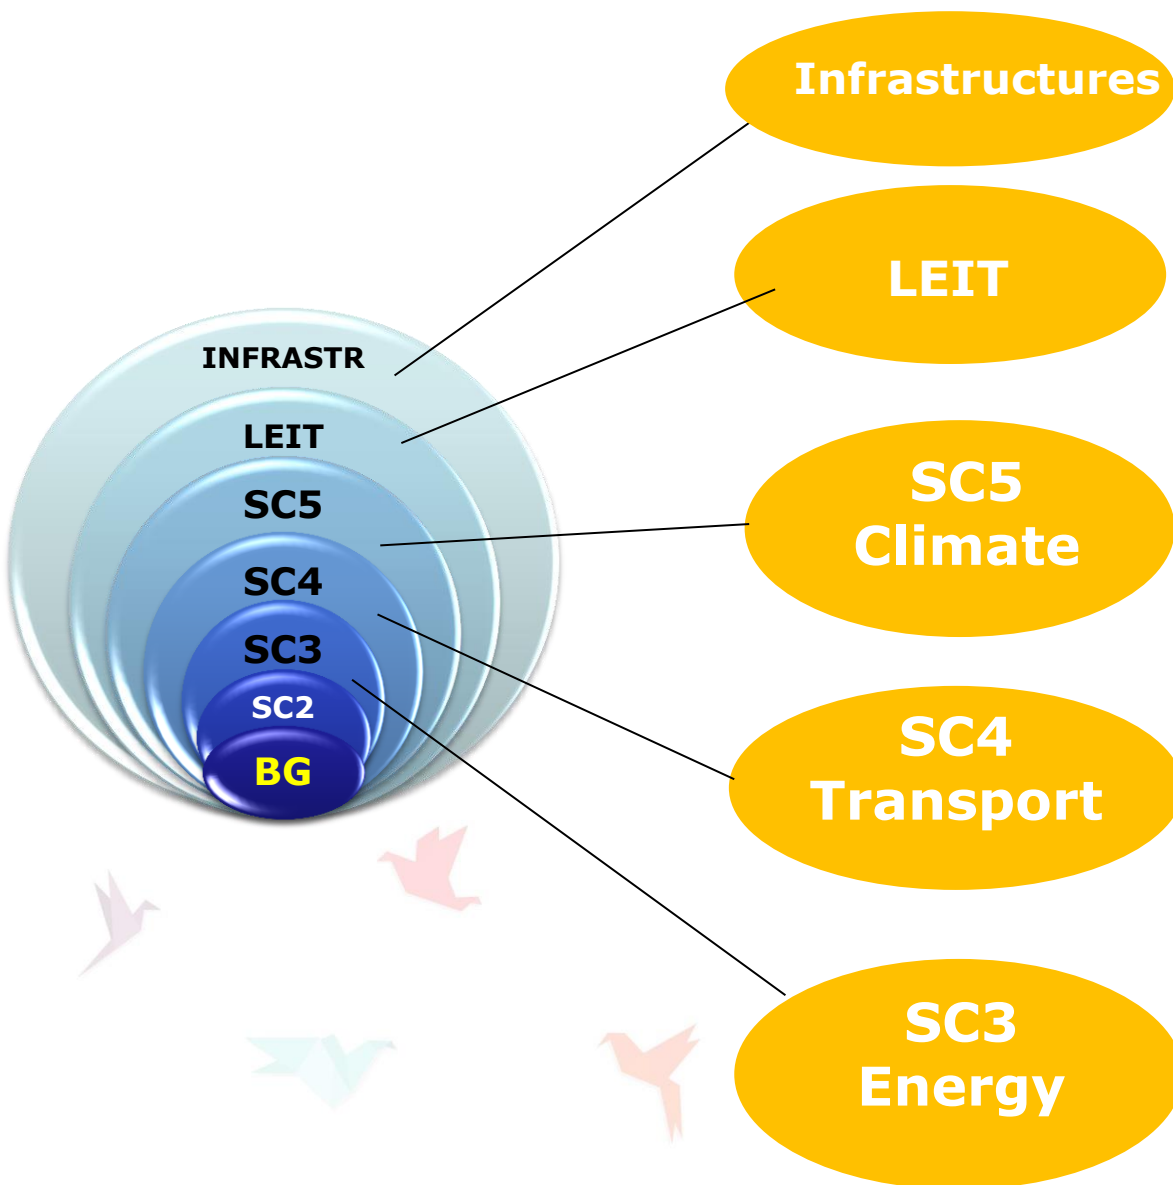 INFRASTR
LEIT
SC5
SC4
SC3
SC2
BG
Infrastructures
LEIT
SC5
Climate
SC4
Transport
SC3
Energy